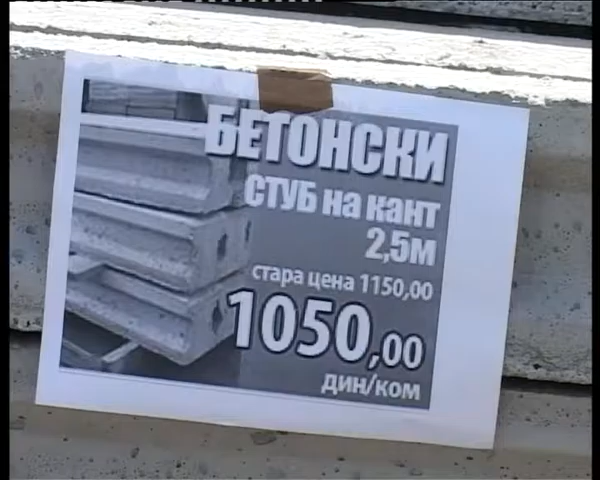 БЕТОНСКИ
СТУБ на кант
2,5м
стара цена 1150,00
1050,00
дин/ком